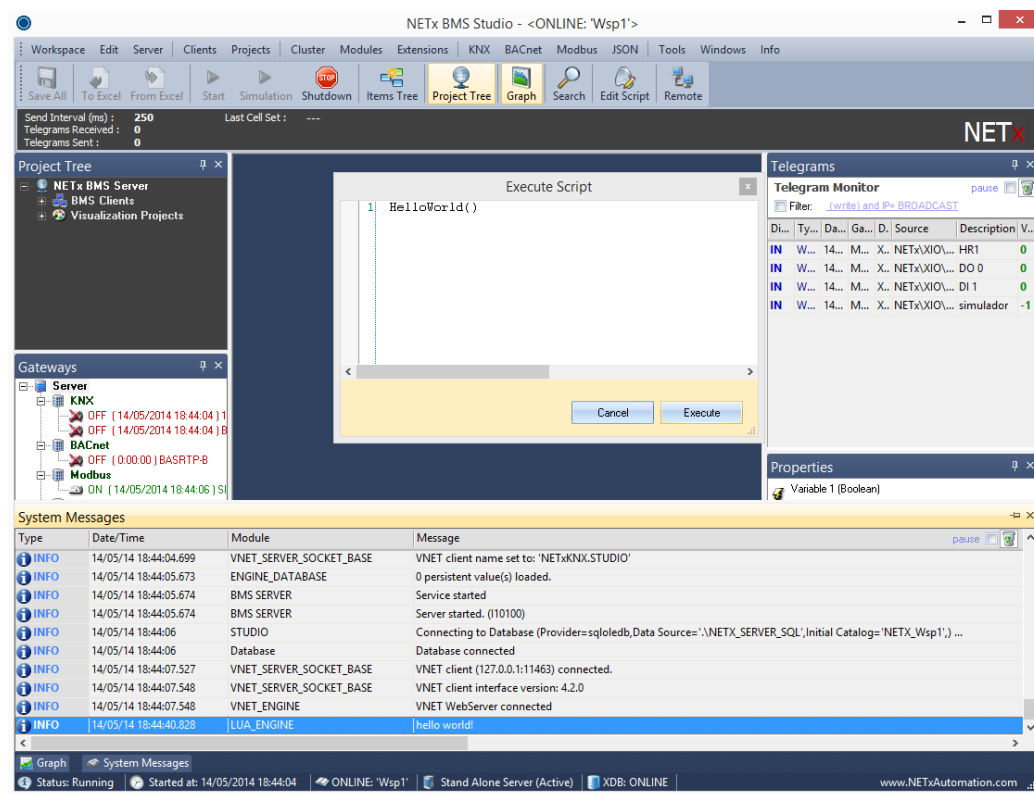 NETx BMS Studio - <ONLINE: 'Wsp1'>
Workspace Edit Server Clients Projects Cluster Modules Extensions KNX BACnet Modbus JSON Tools Windows Info
Save All To Excel From Excel Start Simulation Shutdown Items Tree Project Tree Graph Search Edit Script Remote
STOP
Send Interval (ms) : 250 Last Cell Set : ---
Telegrams Received : 0
Telegrams Sent : 0
NETx
Project Tree
NETx BMS Server
BMS Clients
Visualization Projects
Gateways
Server
KNX
OFF ( 14/05/2014 18:44:04 ) 1
OFF ( 14/05/2014 18:44:04 ) B
BACnet
OFF ( 0:00:00 ) BASRTP-B
Modbus
ON ( 14/05/2014 18:44:06 ) SI
Execute Script
1 HelloWorld()
Cancel Execute
Telegrams
Telegram Monitor pause
Filter: (write) and IP= BROADCAST
Di... Ty... Da... Ga... D. Source Description V...
IN W... 14... M... X.. NETx\XIO\... HR1 0
IN W... 14... M... X.. NETx\XIO\... DO 0 0
IN W... 14... M... X.. NETx\XIO\... DI 1 0
IN W... 14... M... X.. NETx\XIO\... simulador -1
Properties
Variable 1 (Boolean)
System Messages
Type Date/Time Module Message pause
INFO 14/05/14 18:44:04.699 VNET_SERVER_SOCKET_BASE VNET client name set to: 'NETxKNX.STUDIO'
INFO 14/05/14 18:44:05.673 ENGINE_DATABASE 0 persistent value(s) loaded.
INFO 14/05/14 18:44:05.674 BMS SERVER Service started
INFO 14/05/14 18:44:05.674 BMS SERVER Server started. (I10100)
INFO 14/05/14 18:44:06 STUDIO Connecting to Database (Provider=sqloledb,Data Source='.\NETX_SERVER_SQL',Initial Catalog='NETX_Wsp1',) ...
INFO 14/05/14 18:44:06 Database Database connected
INFO 14/05/14 18:44:07.527 VNET_SERVER_SOCKET_BASE VNET client (127.0.0.1:11463) connected.
INFO 14/05/14 18:44:07.548 VNET_SERVER_SOCKET_BASE VNET client interface version: 4.2.0
INFO 14/05/14 18:44:07.548 VNET_ENGINE VNET WebServer connected
INFO 14/05/14 18:44:40.828 LUA_ENGINE hello world!
Graph System Messages
Status: Running Started at: 14/05/2014 18:44:04 ONLINE: 'Wsp1' Stand Alone Server (Active) XDB: ONLINE www.NETxAutomation.com